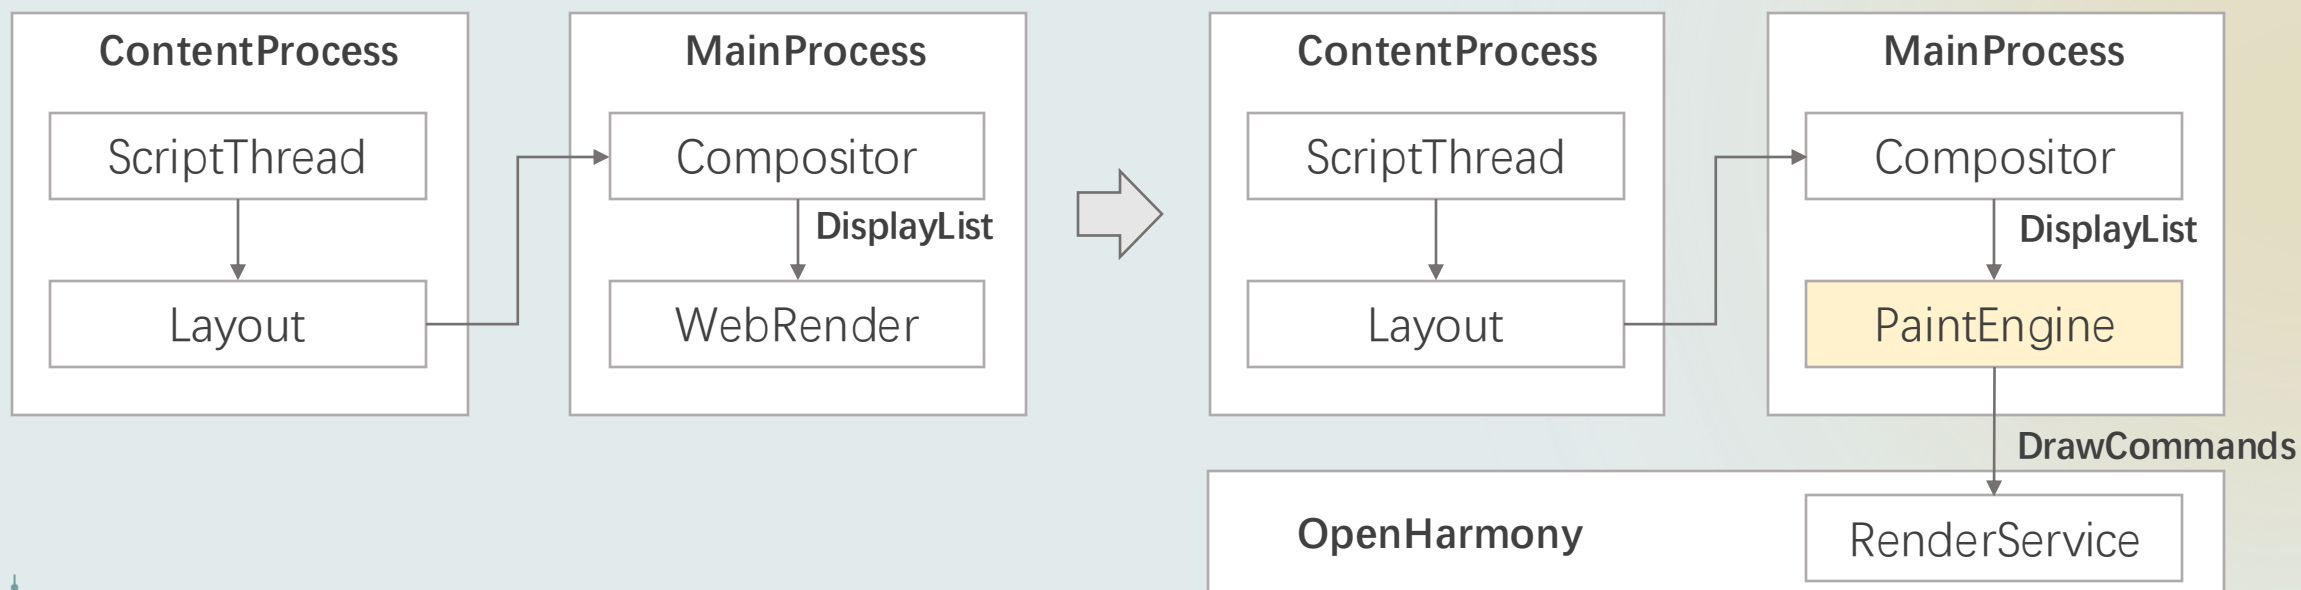 ContentProcess
ScriptThread
Layout
MainProcess
Compositor
DisplayList
WebRender
ContentProcess
ScriptThread
Layout
MainProcess
Compositor
DisplayList
PaintEngine
DrawCommands
OpenHarmony
RenderService